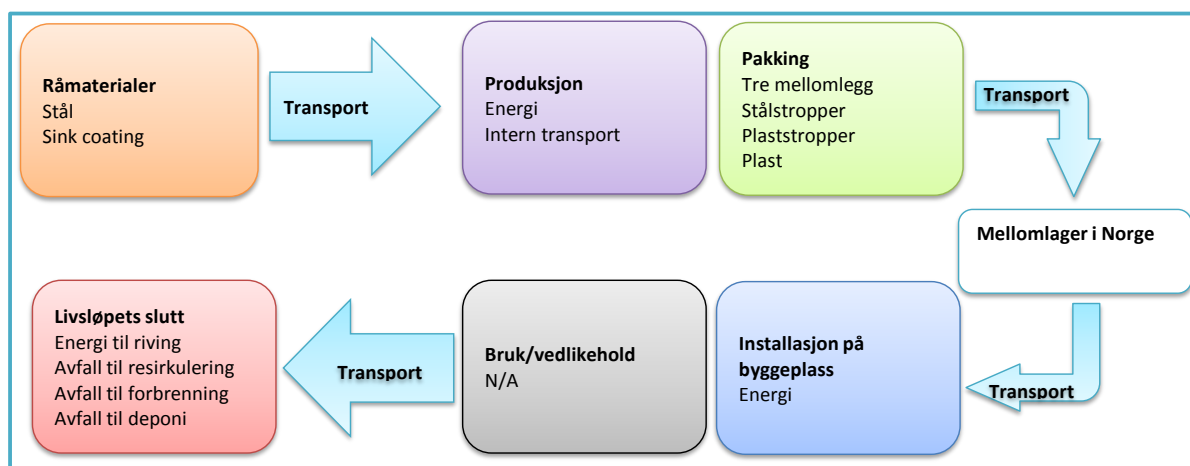 Råmaterialer
Stål
Sink coating
Transport
Produksjon
Energi
Intern transport
Pakking
Tre mellomlegg
Stålstropper
Plaststropper
Plast
Transport
Mellomlager i Norge
Transport
Installasjon på
byggeplass
Energi
Bruk/vedlikehold
N/A
Transport
Livsløpets slutt
Energi til riving
Avfall til resirkulering
Avfall til forbrenning
Avfall til deponi